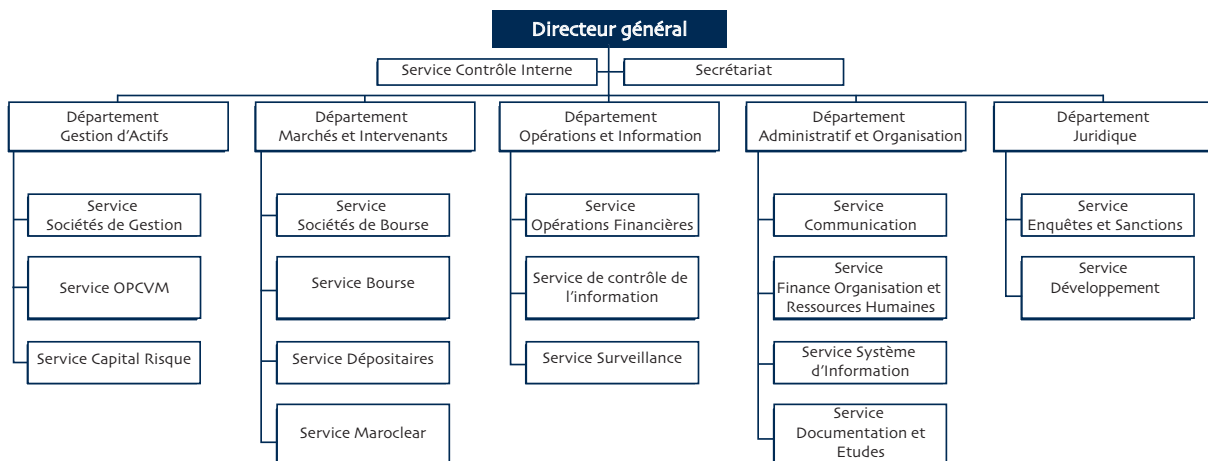 Directeur général
Service Contrôle Interne
Secrétariat
Département
Gestion d'Actifs
Département
Marchés et Intervenants
Département
Opérations et Information
Département
Administratif et Organisation
Département
Juridique
Service
Sociétés de Gestion
Service OPCVM
Service Capital Risque
Service
Sociétés de Bourse
Service Bourse
Service Dépositaires
Service Maroclear
Service
Opérations Financières
Service de contrôle de
l'information
Service Surveillance
Service
Communication
Service
Finance Organisation et
Ressources Humaines
Service Système
d'Information
Service
Documentation et
Etudes
Service
Enquêtes et Sanctions
Service
Développement